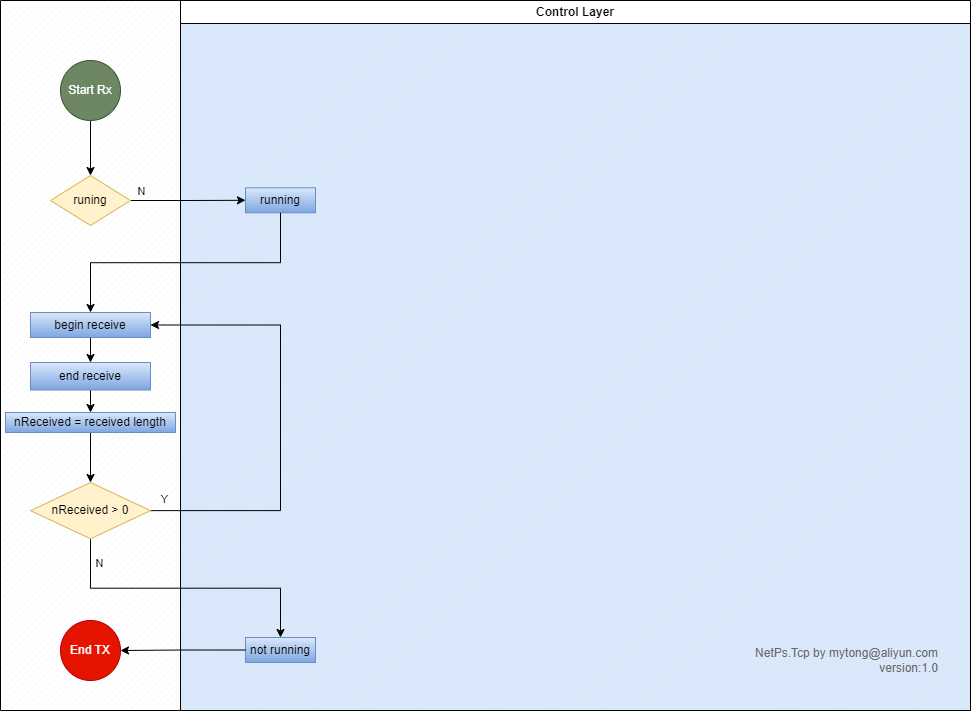 Control Layer
Start Rx
runing
N
running
begin receive
end receive
nReceived = received length
nReceived > 0
Y
N
End TX
not running
NetPs.Tcp by mytong@aliyun.com
version:1.0